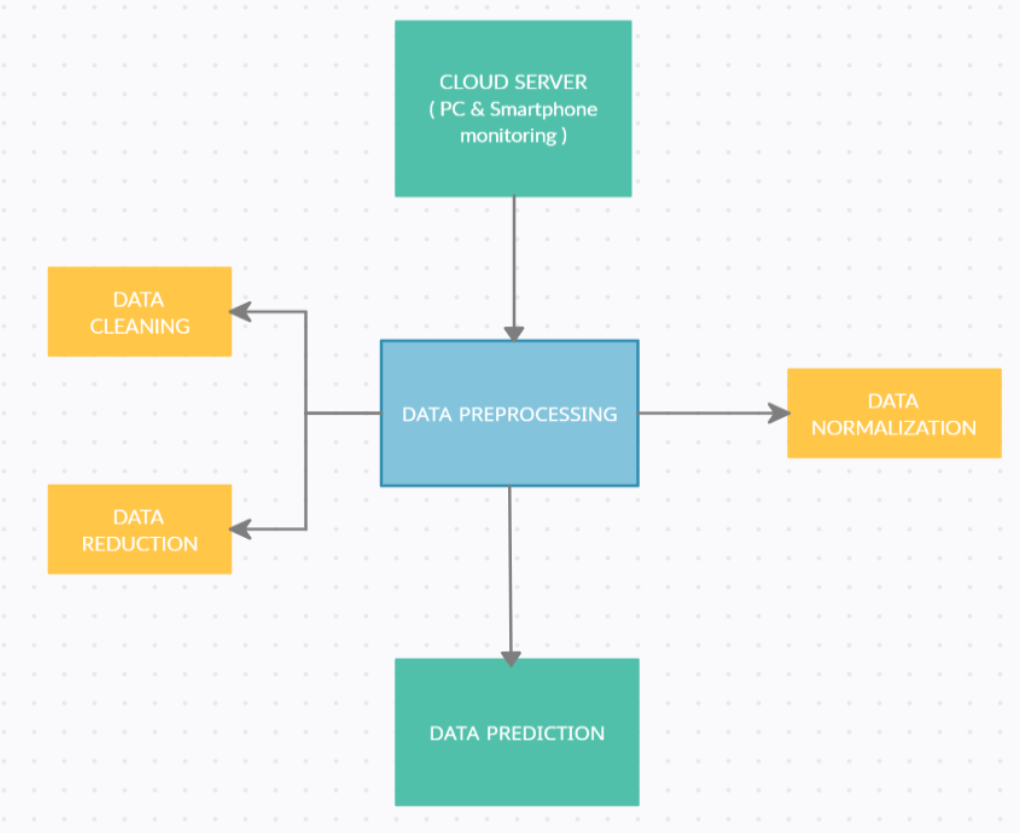 CLOUD SERVER
( PC & Smartphone
monitoring )
DATA
CLEANING
DATA PREPROCESSING
DATA
NORMALIZATION
DATA
REDUCTION
DATA PREDICTION